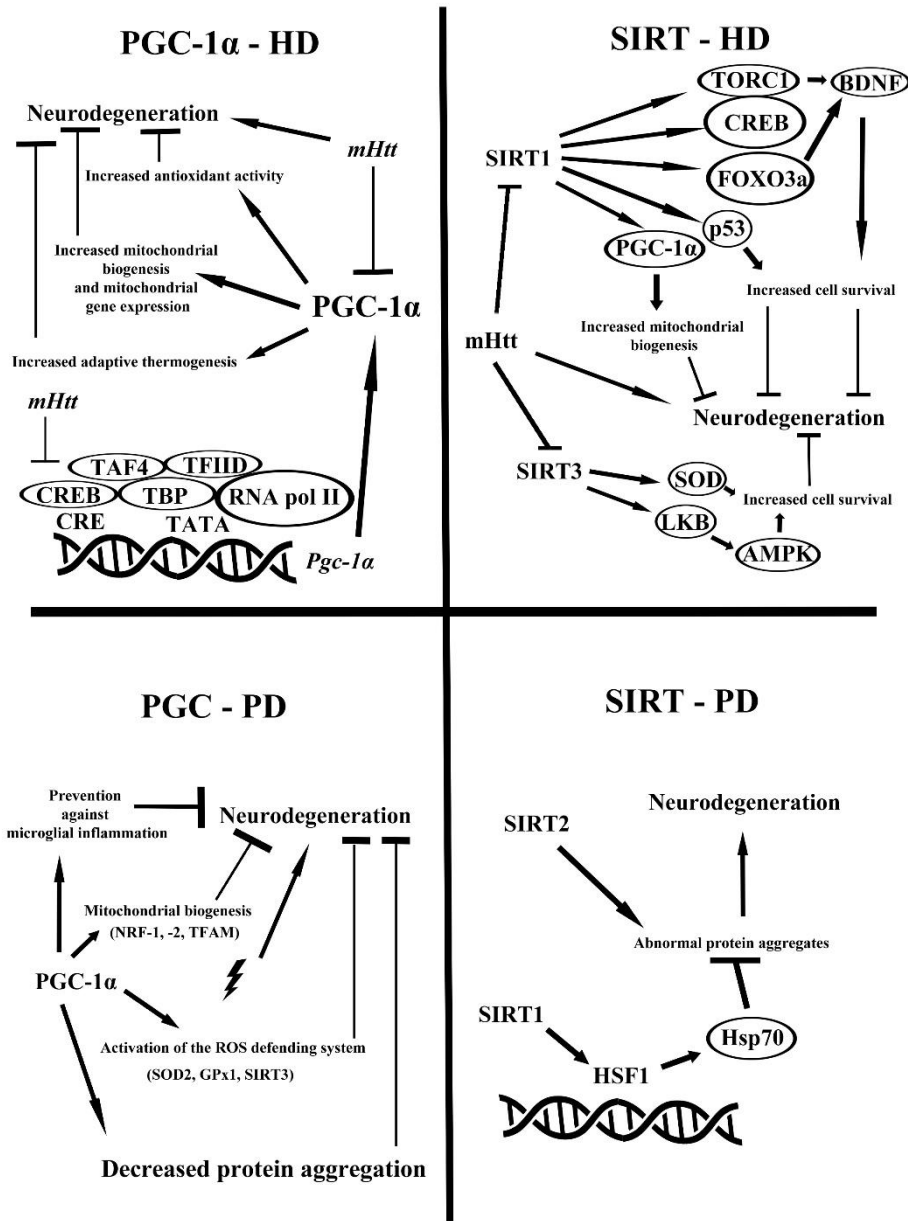 PGC-1α - HD
Neurodegeneration
mHtt
Increased antioxidant activity
Increased mitochondrial
biogenesis
and mitochondrial
gene expression
PGC-1α
Increased adaptive thermogenesis
mHtt
TAF4
TFIID
CREB
TBP
RNA pol II
CRE
TATA
Pgc-1α
SIRT - HD
TORC1
BDNF
CREB
SIRT1
FOXO3a
p53
PGC-1α
Increased cell survival
Increased mitochondrial
biogenesis
mHtt
Neurodegeneration
SIRT3
SOD
Increased cell survival
LKB
AMPK
PGC - PD
Prevention
against
microglial inflammation
Neurodegeneration
Mitochondrial biogenesis
(NRF-1, -2, TFAM)
PGC-1α
Activation of the ROS defending system
(SOD2, GPx1, SIRT3)
Decreased protein aggregation
SIRT - PD
Neurodegeneration
SIRT2
Abnormal protein aggregates
SIRT1
Hsp70
HSF1